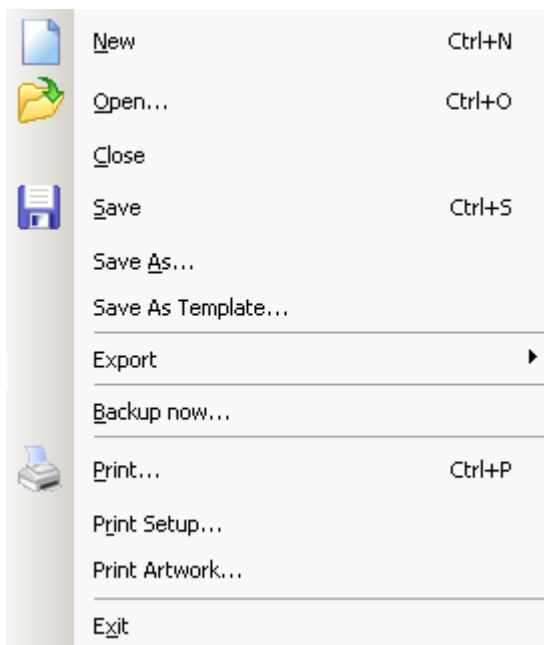 New Ctrl+N
Open... Ctrl+O
Close
Save Ctrl+S
Save As...
Save As Template...
Export
Backup now...
Print... Ctrl+P
Print Setup...
Print Artwork...
Exit